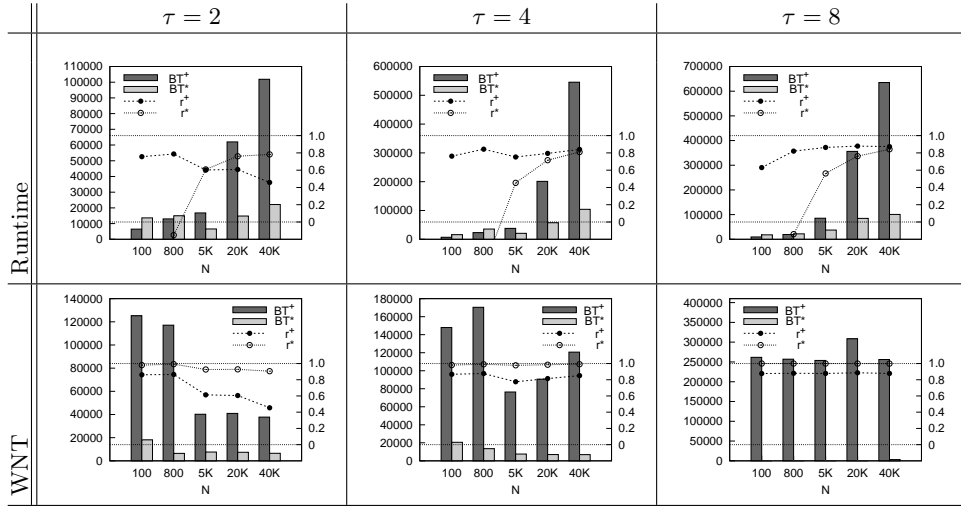 τ = 2
τ = 4
τ = 8
Runtime
110000
100000
90000
80000
70000
60000
50000
40000
30000
20000
10000
0
BT+
BT*
r+
r*
1.0
0.8
0.6
0.4
0.2
0
100 800 5K 20K 40K
N
600000
500000
400000
300000
200000
100000
0
BT+
BT*
r+
r*
1.0
0.8
0.6
0.4
0.2
0
100 800 5K 20K 40K
N
700000
600000
500000
400000
300000
200000
100000
0
BT+
BT*
r+
r*
1.0
0.8
0.6
0.4
0.2
0
100 800 5K 20K 40K
N
WNT
140000
120000
100000
80000
60000
40000
20000
0
BT+
BT*
r+
r*
1.0
0.8
0.6
0.4
0.2
0
100 800 5K 20K 40K
N
180000
160000
140000
120000
100000
80000
60000
40000
20000
0
BT+
BT*
r+
r*
1.0
0.8
0.6
0.4
0.2
0
100 800 5K 20K 40K
N
400000
350000
300000
250000
200000
150000
100000
50000
0
BT+
BT*
r+
r*
1.0
0.8
0.6
0.4
0.2
0
100 800 5K 20K 40K
N